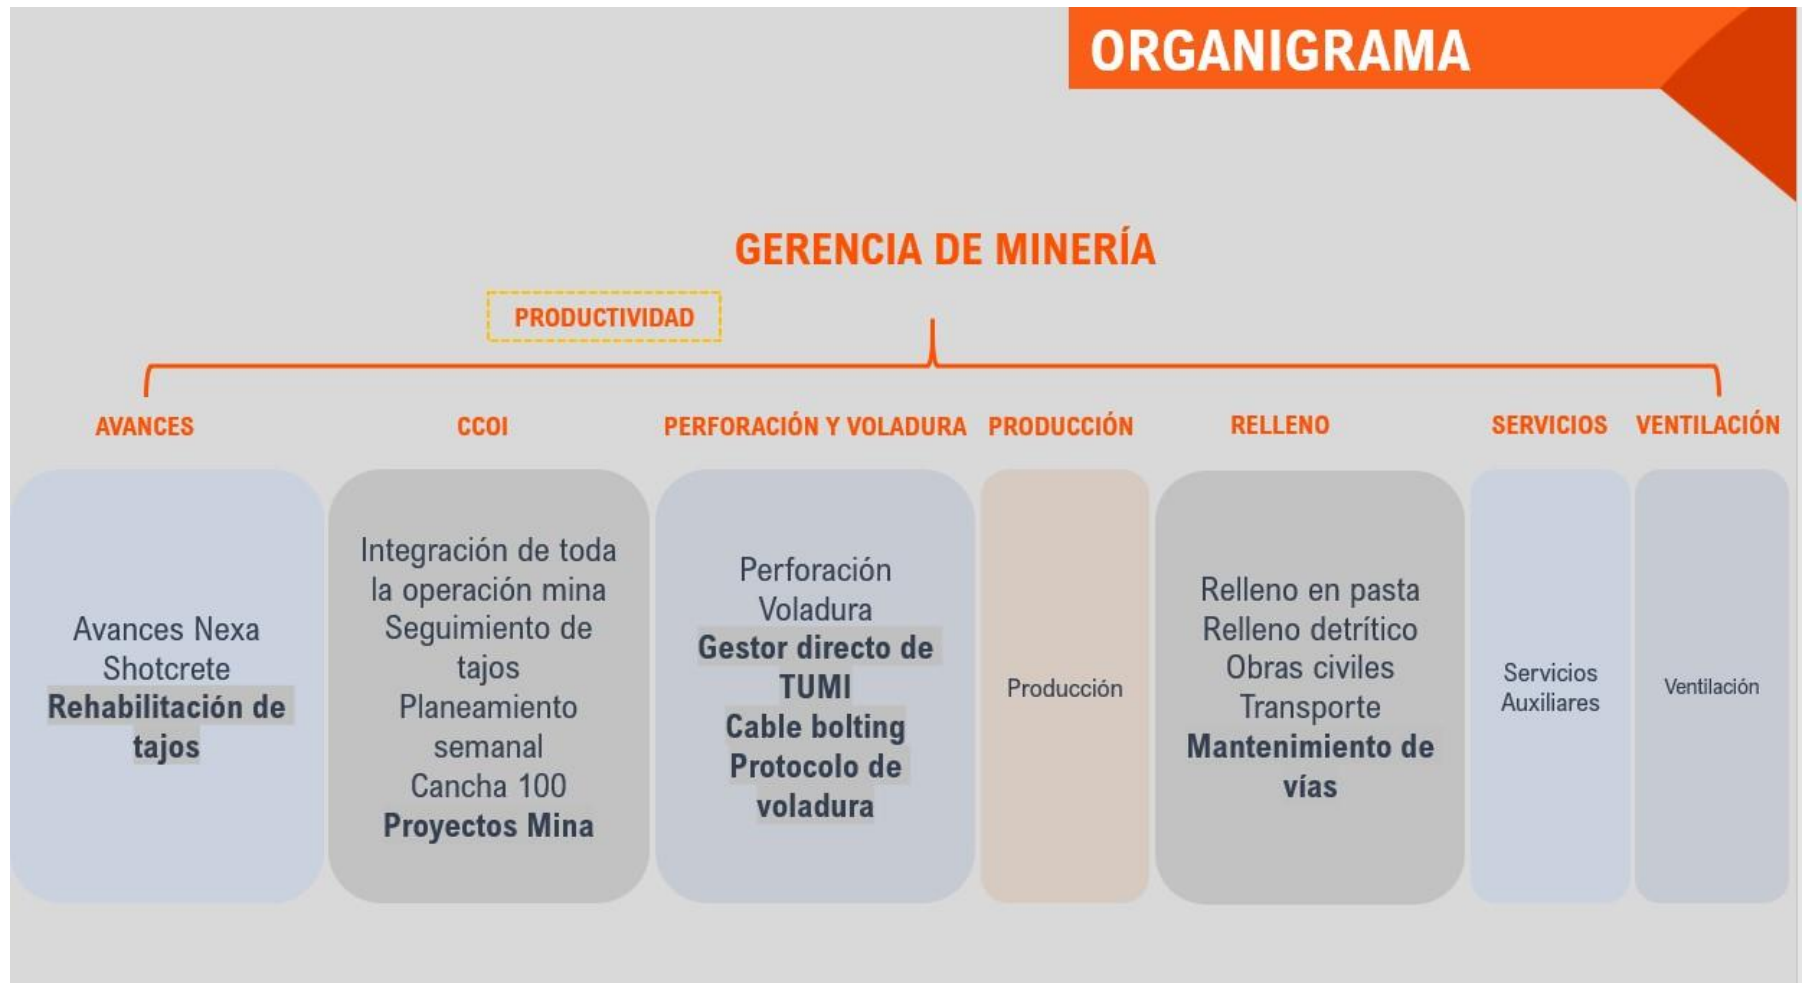 ORGANIGRAMA
GERENCIA DE MINERÍA
PRODUCTIVIDAD
AVANCES
Avances Nexa
Shotcrete
Rehabilitación de
tajos
CCOI
Integración de toda
la operación mina
Seguimiento de
tajos
Planeamiento
semanal
Cancha 100
Proyectos Mina
PERFORACIÓN Y VOLADURA
Perforación
Voladura
Gestor directo de
TUMI
Cable bolting
Protocolo de
voladura
PRODUCCIÓN
Producción
RELLENO
Relleno en pasta
Relleno detrítico
Obras civiles
Transporte
Mantenimiento de
vías
SERVICIOS
Servicios
Auxiliares
VENTILACIÓN
Ventilación